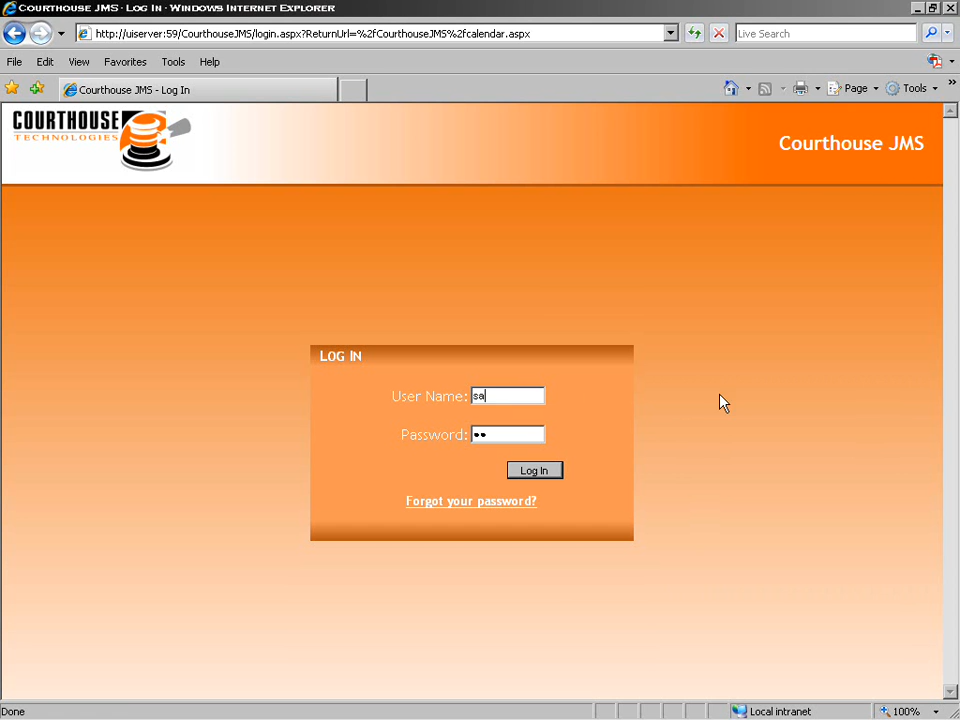 Courthouse JMS - Log In - Windows Internet Explorer
http://uiserver:59/CourthouseJMS/login.aspx?ReturnUrl=%2fCourthouseJMS%2fcalendar.aspx
Live Search
File Edit View Favorites Tools Help
Courthouse JMS - Log In
Page Tools »
COURTHOUSE
TECHNOLOGIES
Courthouse JMS
LOG IN
User Name: sa
Password: ••
Log In
Forgot your password?
Done
Local intranet
100%